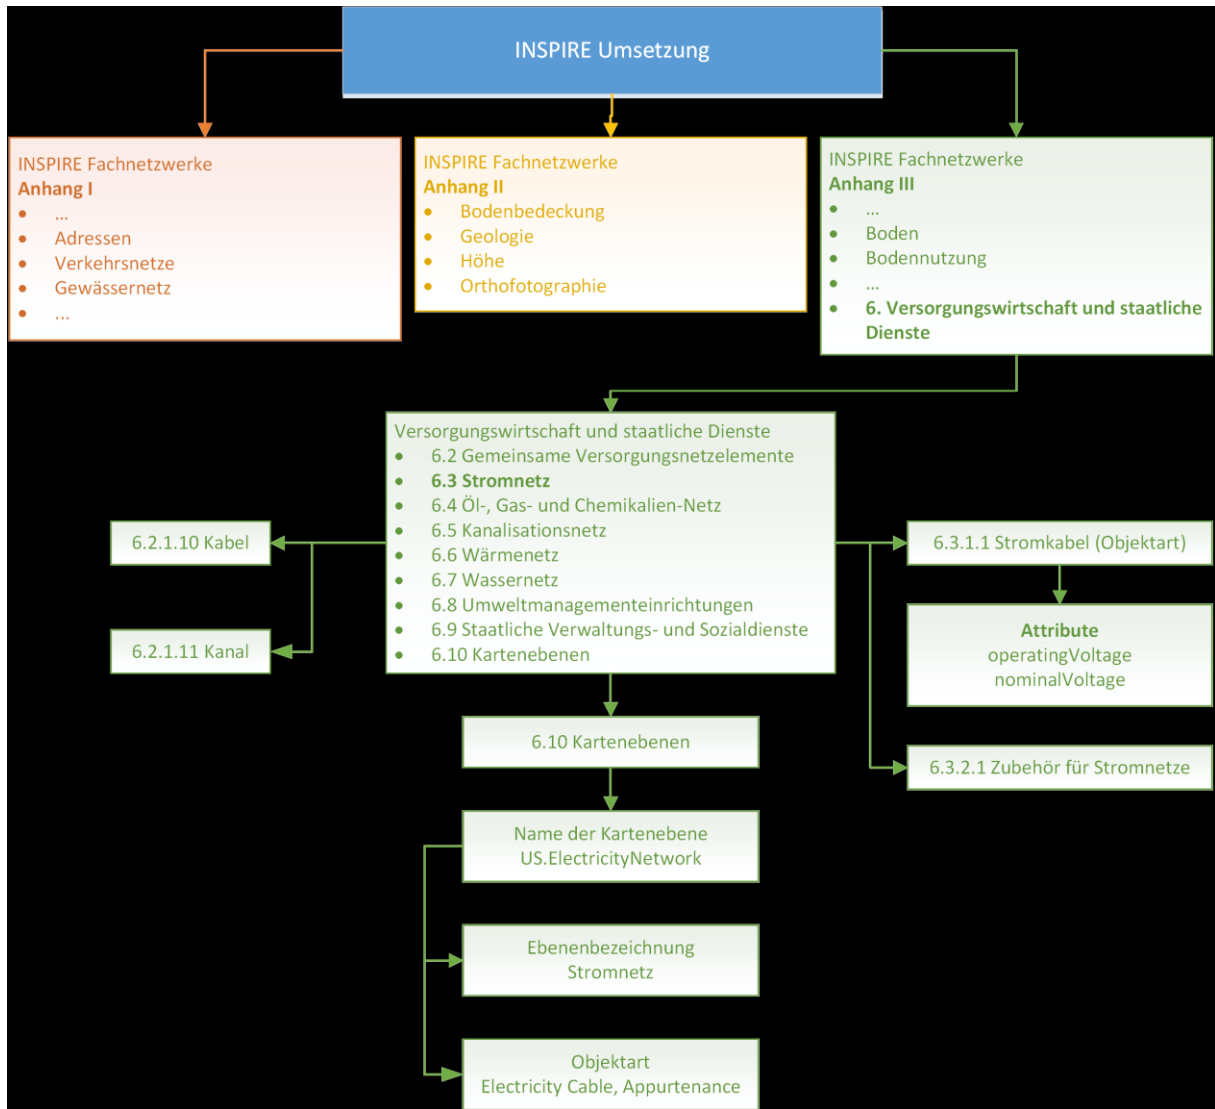 INSPIRE Umsetzung
INSPIRE Fachnetzwerke
Anhang I
• ...
• Adressen
• Verkehrsnetze
• Gewässernetz
• ...
INSPIRE Fachnetzwerke
Anhang II
• Bodenbedeckung
• Geologie
• Höhe
• Orthofotographie
INSPIRE Fachnetzwerke
Anhang III
• ...
• Boden
• Bodennutzung
• ...
• 6. Versorgungswirtschaft und staatliche
Dienste
Versorgungswirtschaft und staatliche Dienste
• 6.2 Gemeinsame Versorgungsnetzelemente
• 6.3 Stromnetz
• 6.4 Öl-, Gas- und Chemikalien-Netz
• 6.5 Kanalisationsnetz
• 6.6 Wärmenetz
• 6.7 Wassernetz
• 6.8 Umweltmanagementeinrichtungen
• 6.9 Staatliche Verwaltungs- und Sozialdienste
• 6.10 Kartenebenen
6.2.1.10 Kabel
6.2.1.11 Kanal
6.3.1.1 Stromkabel (Objektart)
Attribute
operatingVoltage
nominalVoltage
6.3.2.1 Zubehör für Stromnetze
6.10 Kartenebenen
Name der Kartenebene
US.ElectricityNetwork
Ebenenbezeichnung
Stromnetz
Objektart
Electricity Cable, Appurtenance